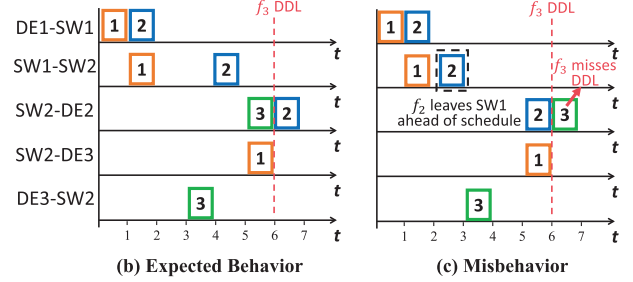 f3 DDL
f3 DDL
DE1-SW1
1
2
t
1
2
t
SW1-SW2
1
2
t
1
2
f3 misses
DDL
t
SW2-DE2
3
2
t
f2 leaves SW1
ahead of schedule
2
3
t
SW2-DE3
1
t
1
t
DE3-SW2
3
t
3
t
1 2 3 4 5 6 7
1 2 3 4 5 6 7
(b) Expected Behavior
(c) Misbehavior